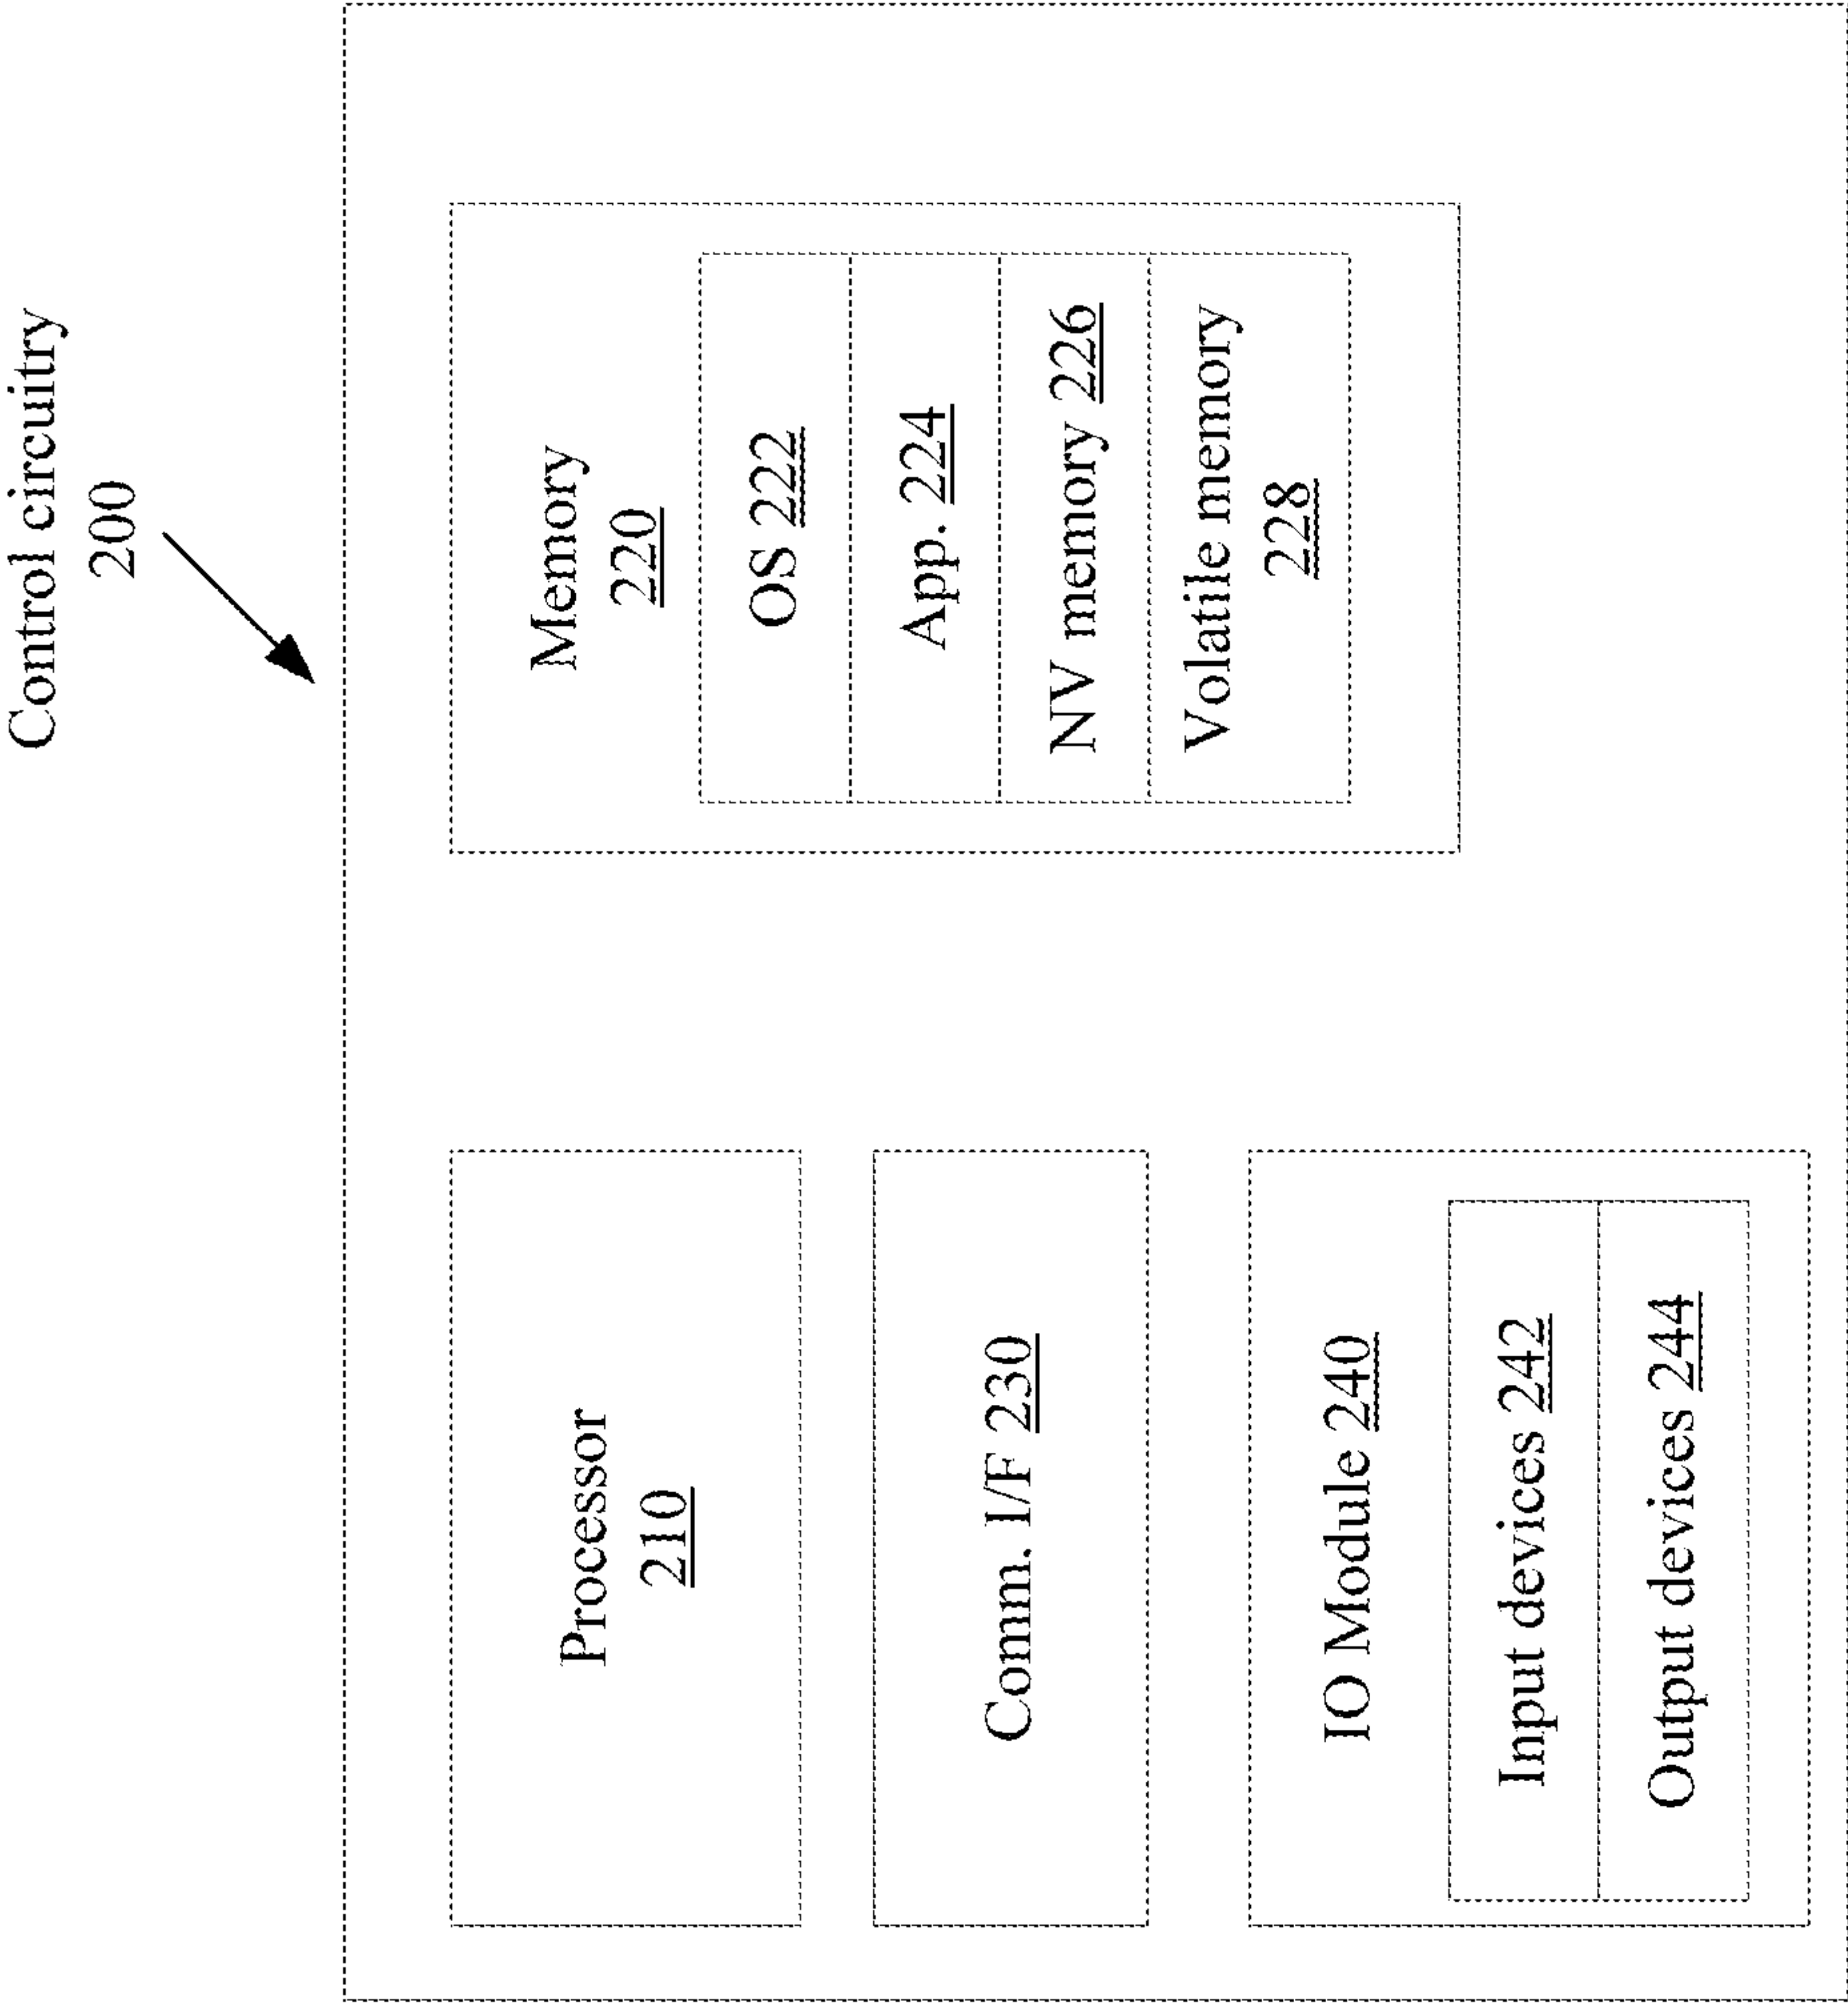 Control circuitry
200
Processor
210
Comm. I/F 230
IO Module 240
Input devices 242
Output devices 244
Memory
220
OS 222
App. 224
NV memory 226
Volatile memory
228